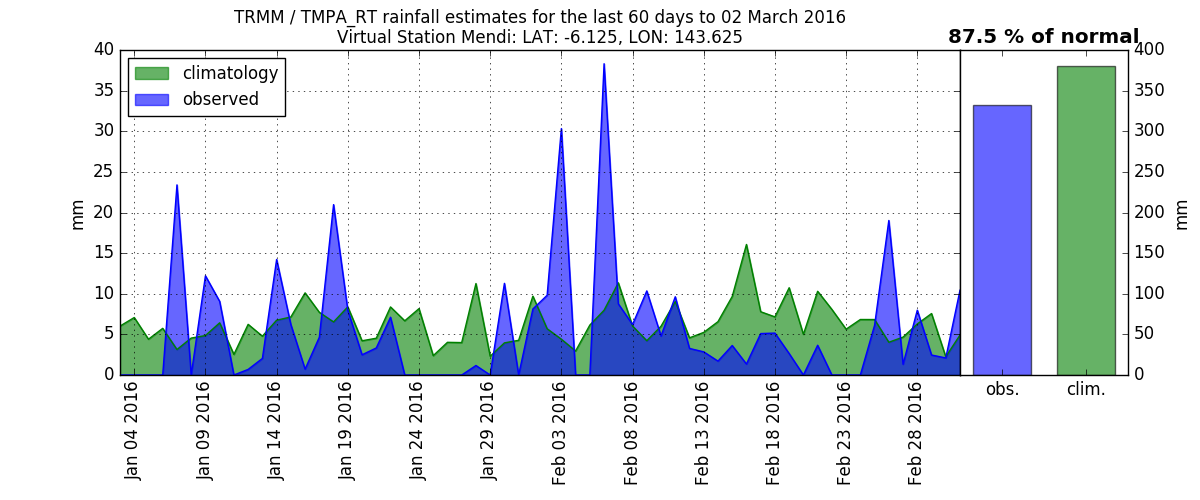 TRMM / TMPA_RT rainfall estimates for the last 60 days to 02 March 2016
Virtual Station Mendi: LAT: -6.125, LON: 143.625
87.5 % of normal
climatology
observed
40
35
30
25
20
15
10
5
0
mm
400
350
300
250
200
150
100
50
0
mm
Jan 04 2016
Jan 09 2016
Jan 14 2016
Jan 19 2016
Jan 24 2016
Jan 29 2016
Feb 03 2016
Feb 08 2016
Feb 13 2016
Feb 18 2016
Feb 23 2016
Feb 28 2016
obs.
clim.